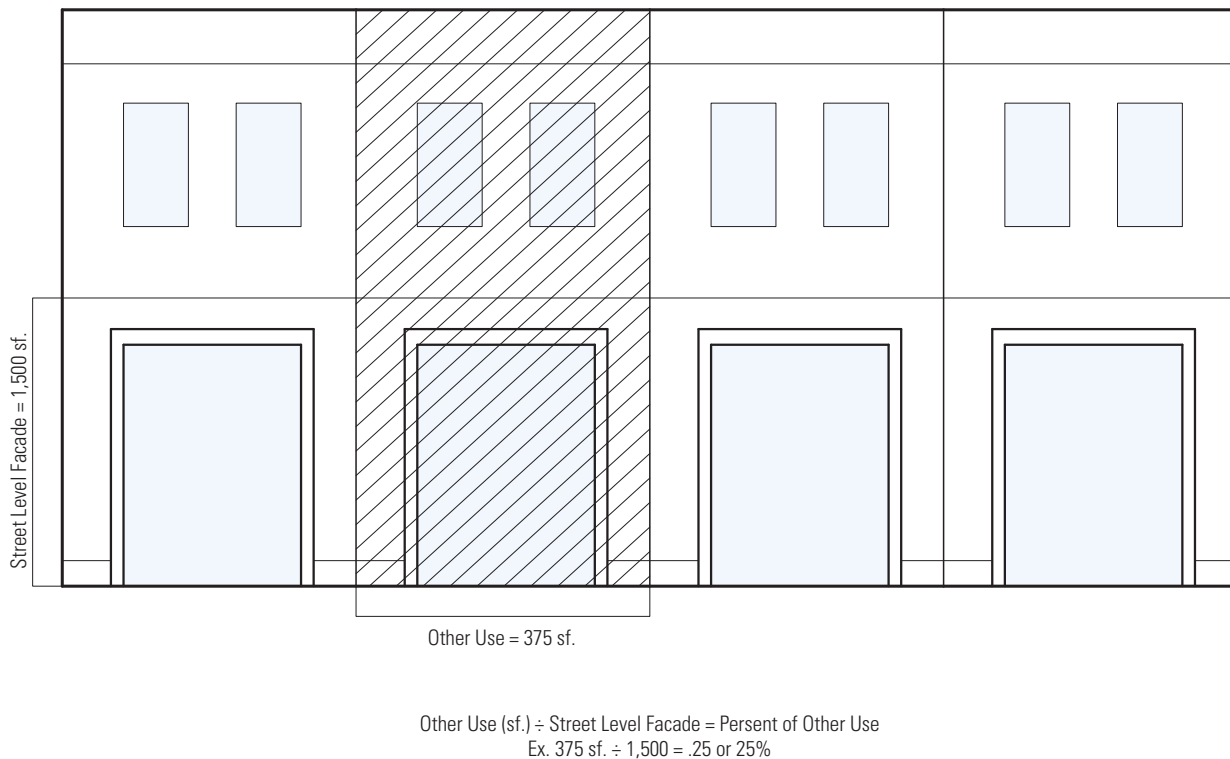 Street Level Facade = 1,500 sf.
Other Use = 375 sf.
Other Use (sf.) ÷ Street Level Facade = Persent of Other Use
Ex. 375 sf. ÷ 1,500 = .25 or 25%